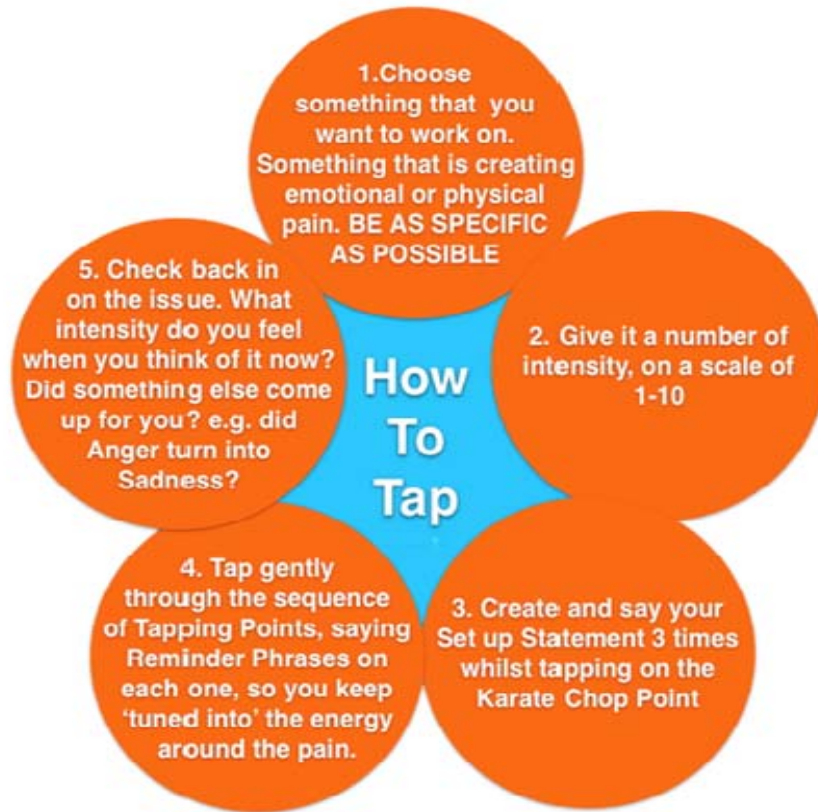 1.Choose
something that you
want to work on.
Something that is creating
emotional or physical
pain. BE AS SPECIFIC
AS POSSIBLE
2. Give it a number of
intensity, on a scale of
1-10
3. Create and say your
Set up Statement 3 times
whilst tapping on the
Karate Chop Point
4. Tap gently
through the sequence
of Tapping Points, saying
Reminder Phrases on
each one, so you keep
‘tuned into’ the energy
around the pain.
5. Check back in
on the issue. What
intensity do you feel
when you think of it now?
Did something else come
up for you? e.g. did
Anger turn into
Sadness?
How
To
Tap